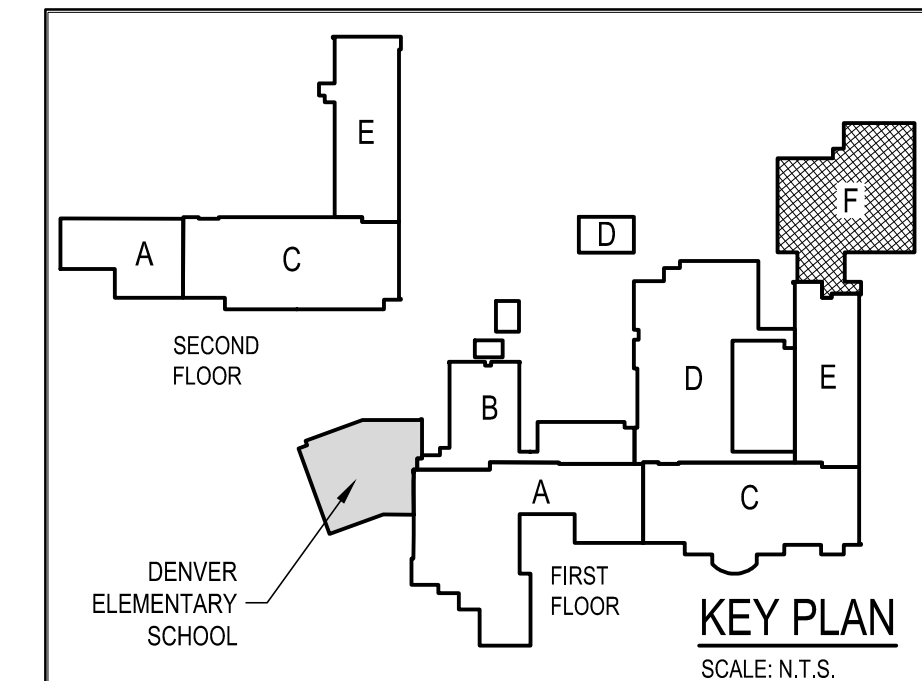 E
A
C
SECOND
FLOOR
F
D
D
E
B
A
C
DENVER
ELEMENTARY
SCHOOL
FIRST
FLOOR
KEY PLAN
SCALE: N.T.S.